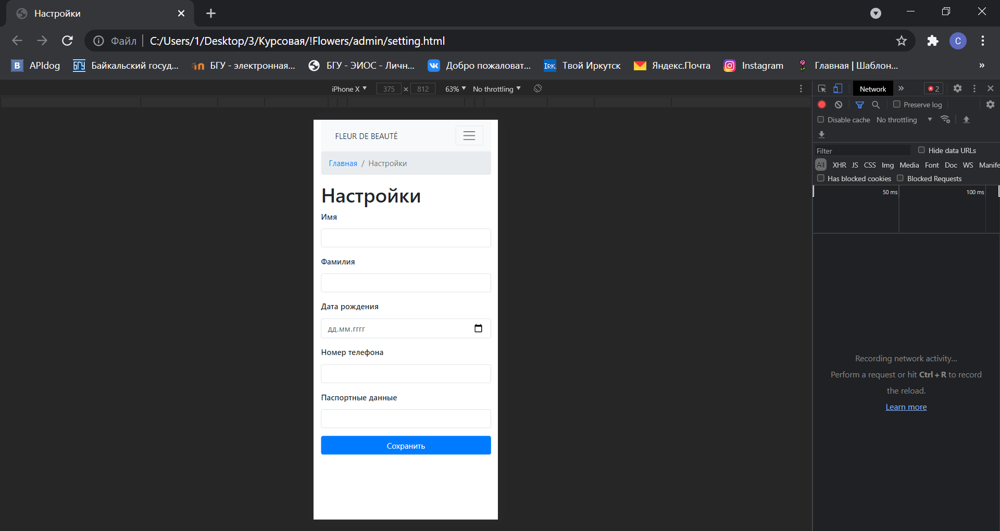 Настройки
Файл
C:/Users/1/Desktop/3/Курсовая/!Flowers/admin/setting.html
C
B APIdog
БГУ Байкальский госуд...
БГУ - электронная...
БГУ - ЭИОС - Личн...
Добро пожаловат...
IRK. Твой Иркутск
Яндекс.Почта
Instagram
Главная | Шаблон...
»
iPhone X 375 × 812 63% No throttling
Network » 2
Preserve log
Disable cache No throttling
Filter Hide data URLs
All XHR JS CSS Img Media Font Doc WS Manife
Has blocked cookies Blocked Requests
50 ms 100 ms
FLEUR DE BEAUTÉ
Главная / Настройки
Настройки
Имя
Фамилия
Дата рождения
дд.мм.гггг
Номер телефона
Паспортные данные
Сохранить
Recording network activity...
Perform a request or hit Ctrl + R to record
the reload.
Learn more